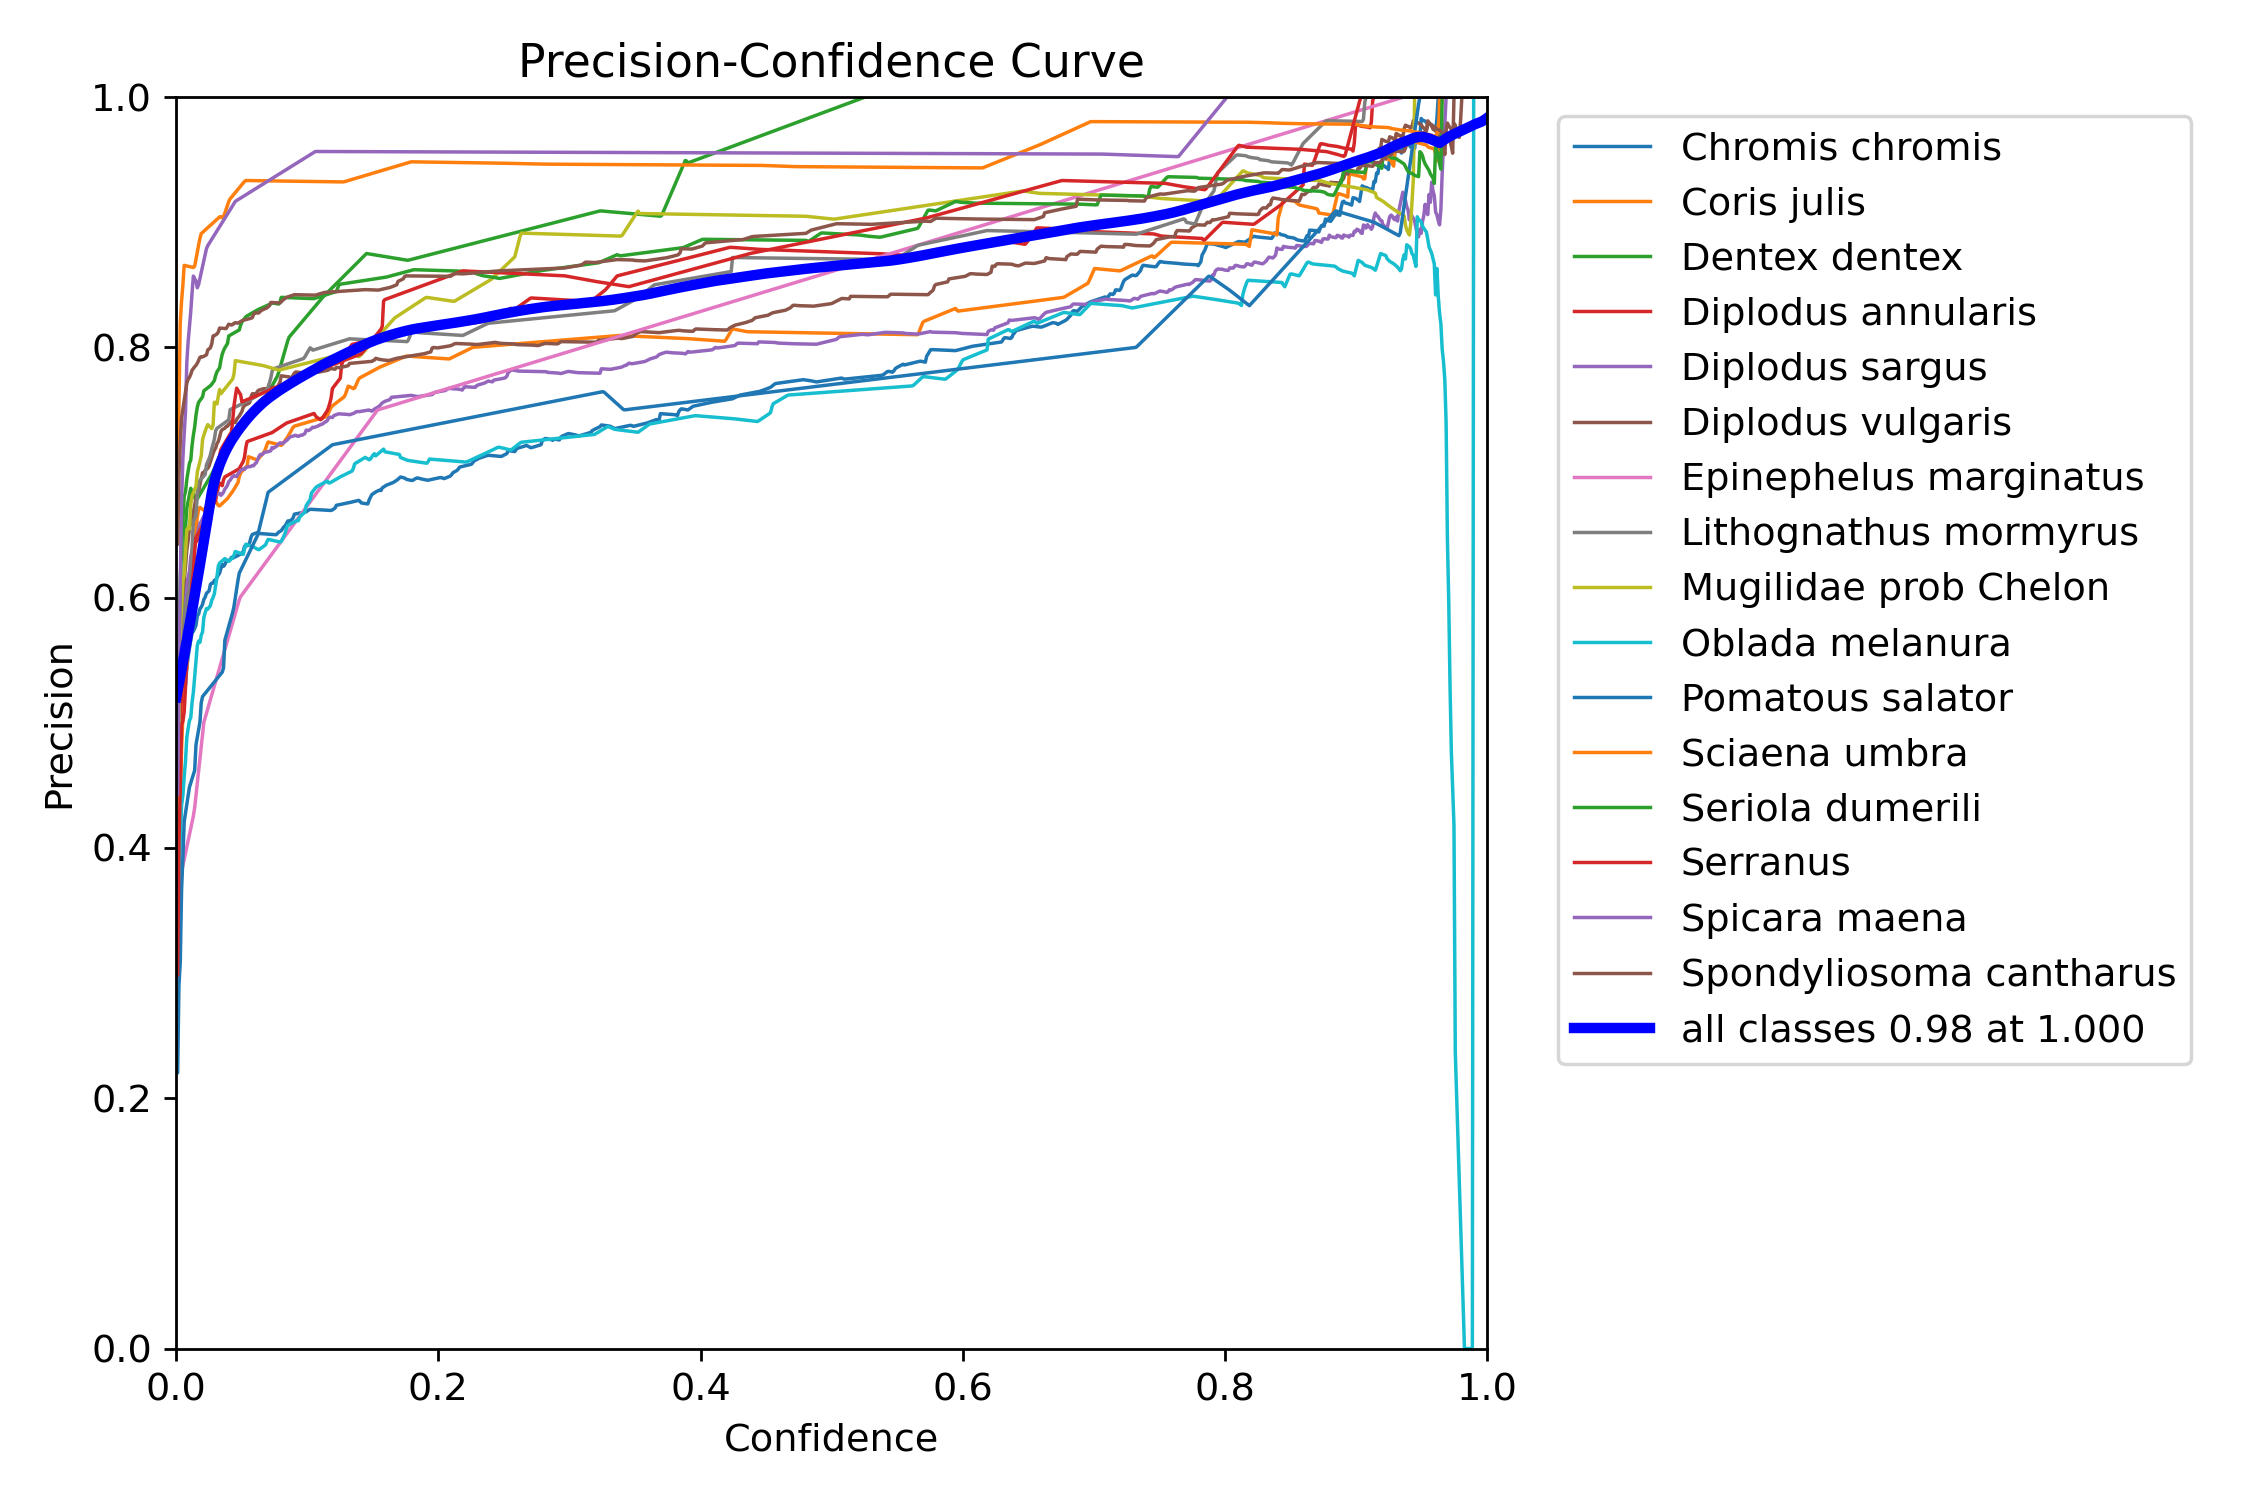 Precision-Confidence Curve
1.0
0.8
0.6
0.4
0.2
0.0
Precision
0.0 0.2 0.4 0.6 0.8 1.0
Confidence
Chromis chromis
Coris julis
Dentex dentex
Diplodus annularis
Diplodus sargus
Diplodus vulgaris
Epinephelus marginatus
Lithognathus mormyrus
Mugilidae prob Chelon
Oblada melanura
Pomatous salator
Sciaena umbra
Seriola dumerili
Serranus
Spicara maena
Spondyliosoma cantharus
all classes 0.98 at 1.000